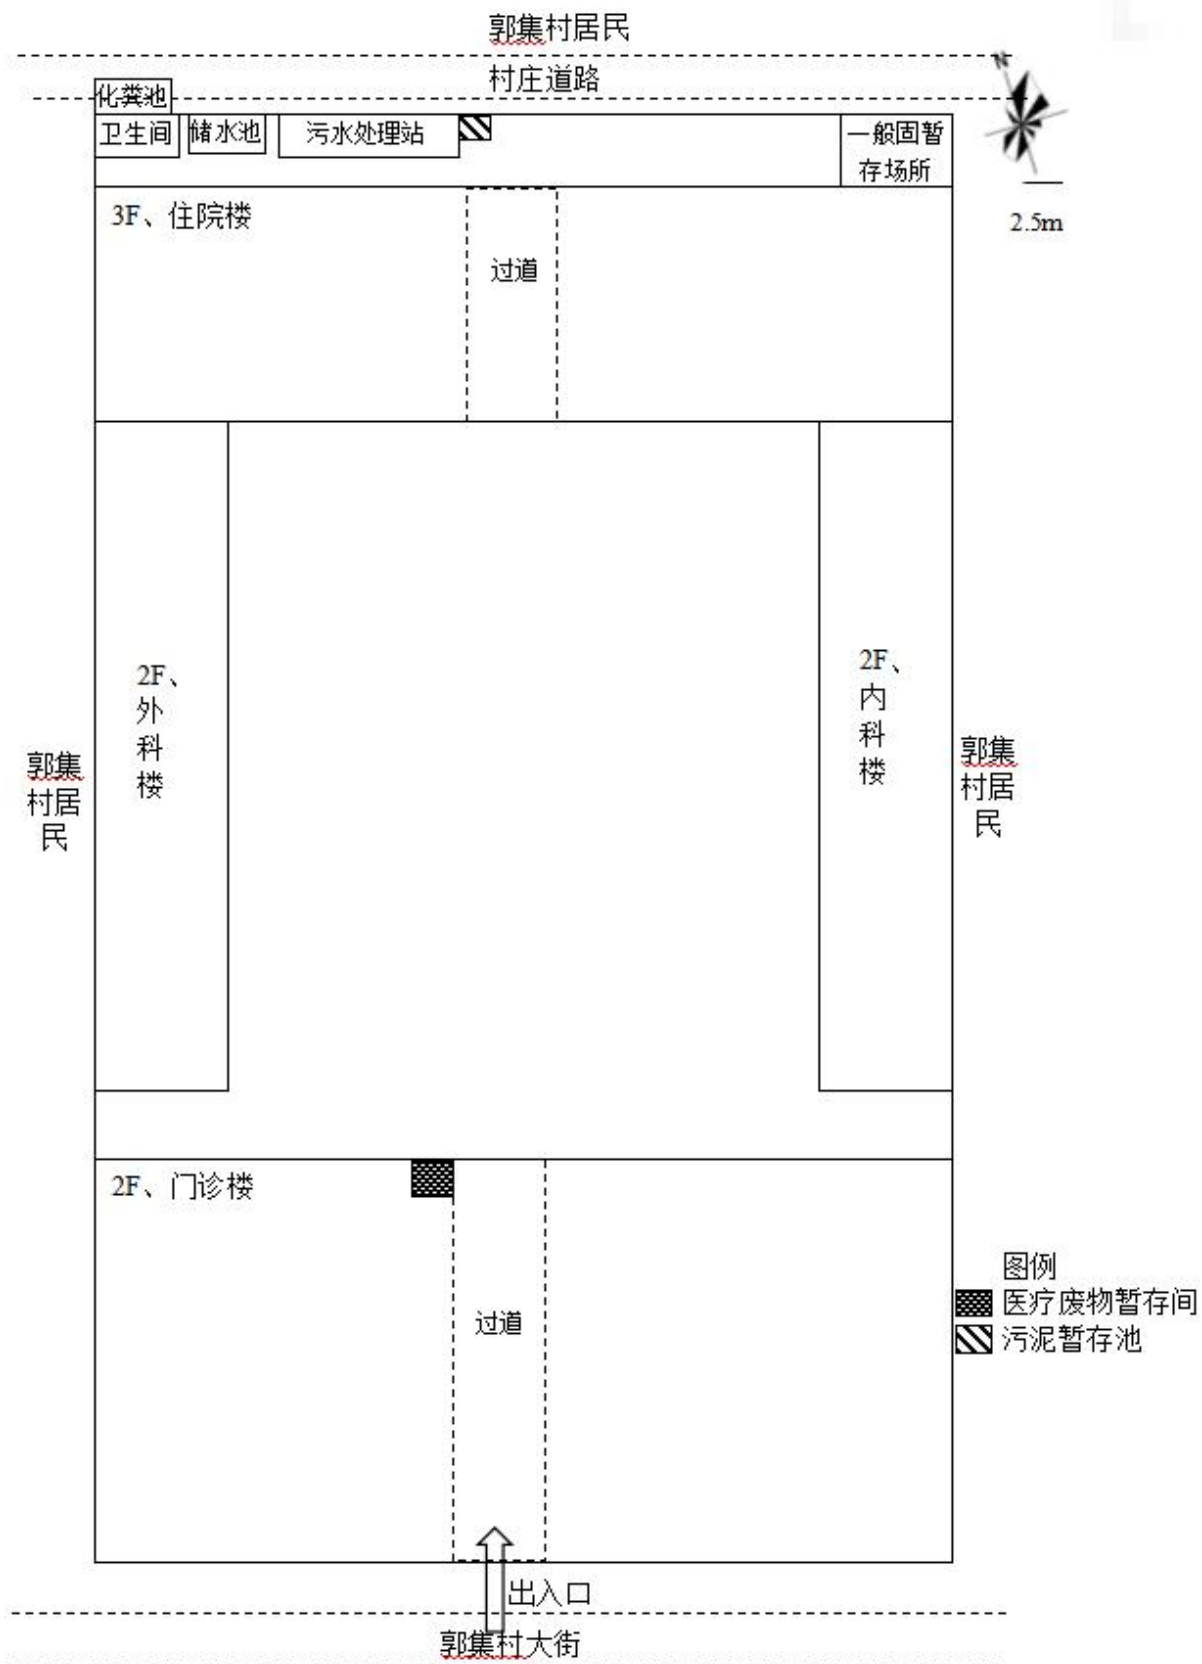 郭集村居民
村庄道路
N
化粪池
卫生间
储水池
污水处理站
一般固暂
存场所
2.5m
3F、住院楼
过道
2F、
外
科
楼
2F、
内
科
楼
郭集
村居
民
郭集
村居
民
2F、门诊楼
过道
图例
医疗废物暂存间
污泥暂存池
出入口
郭集村大街